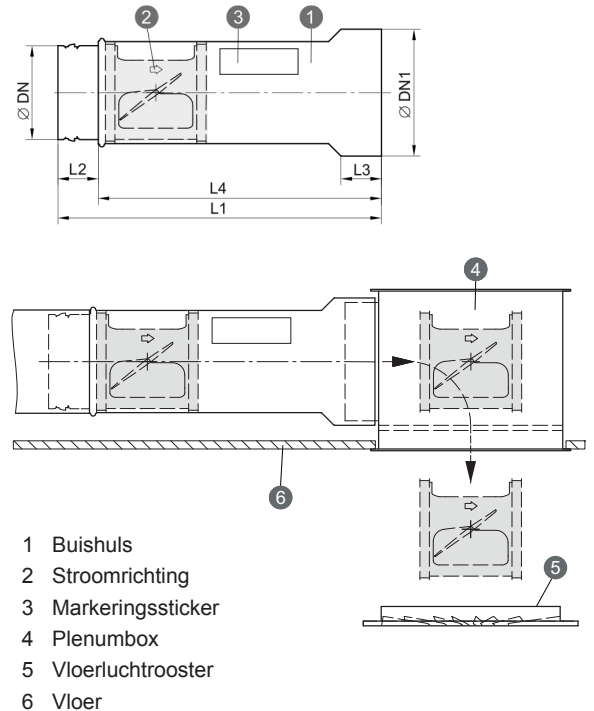 2 3 1
Ø DN
Ø DN1
L2
L3
L4
L1
4
6
5
1 Buishuls
2 Stroomrichting
3 Markeringssticker
4 Plenumbox
5 Vloerluchtrooster
6 Vloer